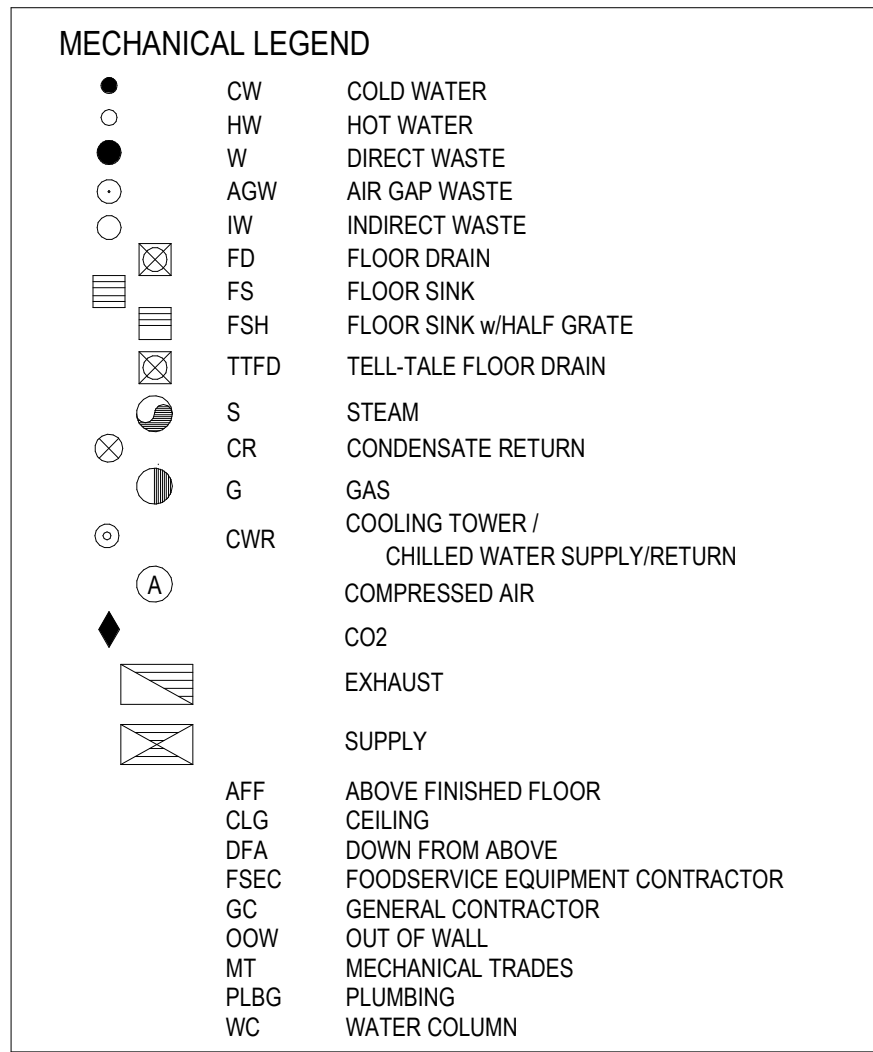 MECHANICAL LEGEND
CW COLD WATER
HW HOT WATER
W DIRECT WASTE
AGW AIR GAP WASTE
IW INDIRECT WASTE
FD FLOOR DRAIN
FS FLOOR SINK
FSH FLOOR SINK w/HALF GRATE
TTFD TELL-TALE FLOOR DRAIN
S STEAM
CR CONDENSATE RETURN
G GAS
CWR COOLING TOWER /
CHILLED WATER SUPPLY/RETURN
A COMPRESSED AIR
CO2
EXHAUST
SUPPLY
AFF ABOVE FINISHED FLOOR
CLG CEILING
DFA DOWN FROM ABOVE
FSEC FOODSERVICE EQUIPMENT CONTRACTOR
GC GENERAL CONTRACTOR
OOW OUT OF WALL
MT MECHANICAL TRADES
PLBG PLUMBING
WC WATER COLUMN